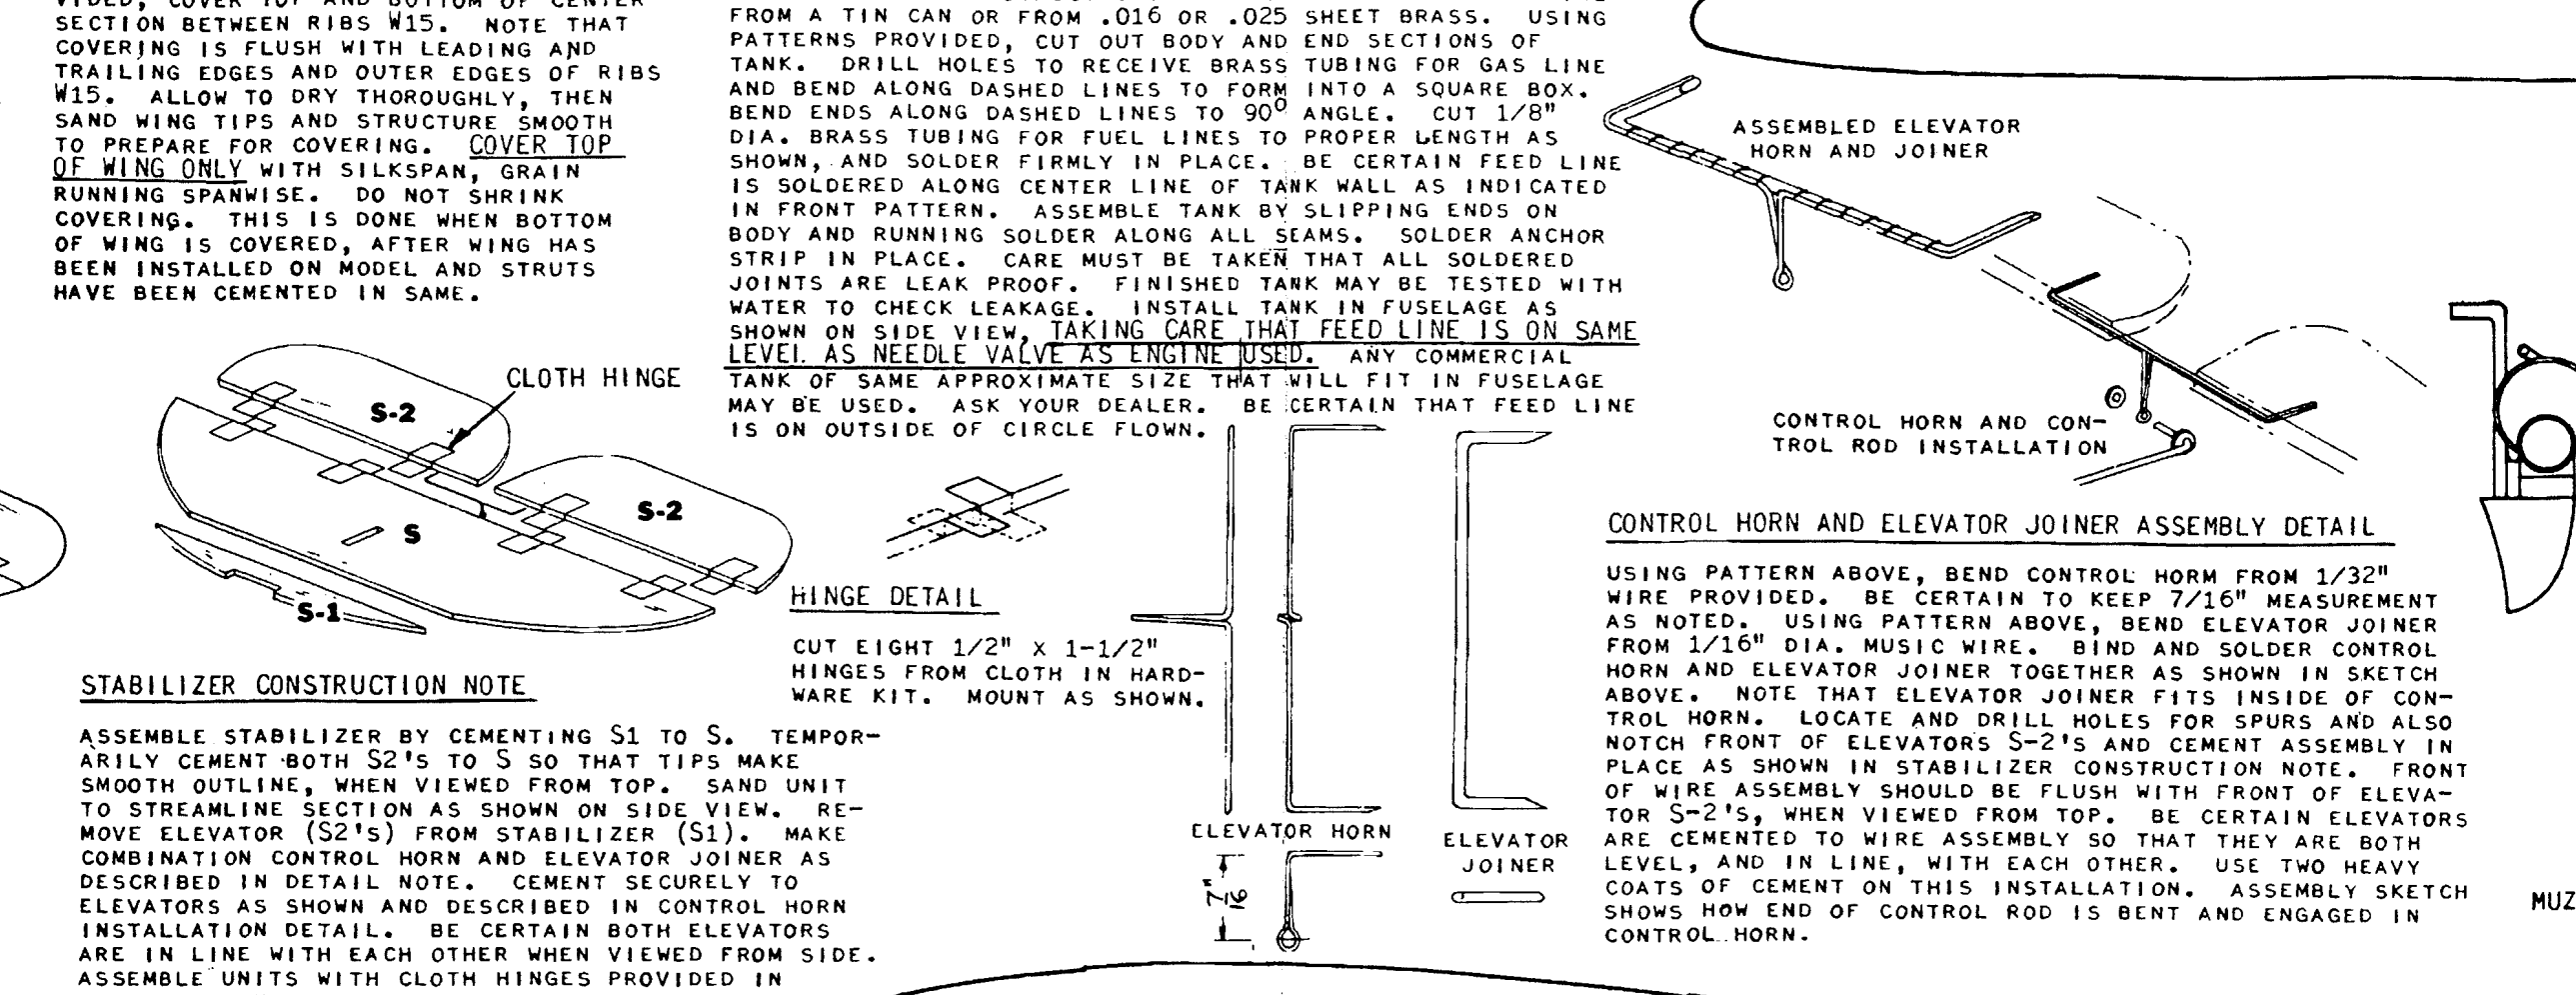 SECTION BETWEEN RIBS W15. NOTE THAT
COVERING IS FLUSH WITH LEADING AND
TRAILING EDGES AND OUTER EDGES OF RIBS
W15. ALLOW TO DRY THOROUGHLY, THEN
SAND WING TIPS AND STRUCTURE SMOOTH
TO PREPARE FOR COVERING. COVER TOP
OF WING ONLY WITH SILKSPAN, GRAIN
RUNNING SPANWISE. DO NOT SHRINK
COVERING. THIS IS DONE WHEN BOTTOM
OF WING IS COVERED, AFTER WING HAS
BEEN INSTALLED ON MODEL AND STRUTS
HAVE BEEN CEMENTED IN SAME.
CLOTH HINGE
S-2
S-2
S
S-1
STABILIZER CONSTRUCTION NOTE
ASSEMBLE STABILIZER BY CEMENTING S1 TO S. TEMPOR-
ARILY CEMENT BOTH S2'S TO S SO THAT TIPS MAKE
SMOOTH OUTLINE, WHEN VIEWED FROM TOP. SAND UNIT
TO STREAMLINE SECTION AS SHOWN ON SIDE VIEW. RE-
MOVE ELEVATOR (S2'S) FROM STABILIZER (S1). MAKE
COMBINATION CONTROL HORN AND ELEVATOR JOINER AS
DESCRIBED IN DETAIL NOTE. CEMENT SECURELY TO
ELEVATORS AS SHOWN AND DESCRIBED IN CONTROL HORN
INSTALLATION DETAIL. BE CERTAIN BOTH ELEVATORS
ARE IN LINE WITH EACH OTHER WHEN VIEWED FROM SIDE.
ASSEMBLE UNITS WITH CLOTH HINGES PROVIDED IN
FROM A TIN CAN OR FROM .016 OR .025 SHEET BRASS. USING
PATTERNS PROVIDED, CUT OUT BODY AND END SECTIONS OF
TANK. DRILL HOLES TO RECEIVE BRASS TUBING FOR GAS LINE
AND BEND ALONG DASHED LINES TO FORM INTO A SQUARE BOX.
BEND ENDS ALONG DASHED LINES TO 90º ANGLE. CUT 1/8"
DIA. BRASS TUBING FOR FUEL LINES TO PROPER LENGTH AS
SHOWN, AND SOLDER FIRMLY IN PLACE. BE CERTAIN FEED LINE
IS SOLDERED ALONG CENTER LINE OF TANK WALL AS INDICATED
IN FRONT PATTERN. ASSEMBLE TANK BY SLIPPING ENDS ON
BODY AND RUNNING SOLDER ALONG ALL SEAMS. SOLDER ANCHOR
STRIP IN PLACE. CARE MUST BE TAKEN THAT ALL SOLDERED
JOINTS ARE LEAK PROOF. FINISHED TANK MAY BE TESTED WITH
WATER TO CHECK LEAKAGE. INSTALL TANK IN FUSELAGE AS
SHOWN ON SIDE VIEW, TAKING CARE THAT FEED LINE IS ON SAME
LEVEL AS NEEDLE VALVE AS ENGINE USED. ANY COMMERCIAL
TANK OF SAME APPROXIMATE SIZE THAT WILL FIT IN FUSELAGE
MAY BE USED. ASK YOUR DEALER. BE CERTAIN THAT FEED LINE
IS ON OUTSIDE OF CIRCLE FLOWN.
HINGE DETAIL
CUT EIGHT 1/2" X 1-1/2"
HINGES FROM CLOTH IN HARD-
WARE KIT. MOUNT AS SHOWN.
ELEVATOR HORN
7/16"
ELEVATOR
JOINER
ASSEMBLED ELEVATOR
HORN AND JOINER
CONTROL HORN AND CON-
TROL ROD INSTALLATION
CONTROL HORN AND ELEVATOR JOINER ASSEMBLY DETAIL
USING PATTERN ABOVE, BEND CONTROL HORM FROM 1/32"
WIRE PROVIDED. BE CERTAIN TO KEEP 7/16" MEASUREMENT
AS NOTED. USING PATTERN ABOVE, BEND ELEVATOR JOINER
FROM 1/16" DIA. MUSIC WIRE. BIND AND SOLDER CONTROL
HORN AND ELEVATOR JOINER TOGETHER AS SHOWN IN SKETCH
ABOVE. NOTE THAT ELEVATOR JOINER FITS INSIDE OF CON-
TROL HORN. LOCATE AND DRILL HOLES FOR SPURS AND ALSO
NOTCH FRONT OF ELEVATORS S-2'S AND CEMENT ASSEMBLY IN
PLACE AS SHOWN IN STABILIZER CONSTRUCTION NOTE. FRONT
OF WIRE ASSEMBLY SHOULD BE FLUSH WITH FRONT OF ELEVA-
TOR S-2'S, WHEN VIEWED FROM TOP. BE CERTAIN ELEVATORS
ARE CEMENTED TO WIRE ASSEMBLY SO THAT THEY ARE BOTH
LEVEL, AND IN LINE, WITH EACH OTHER. USE TWO HEAVY
COATS OF CEMENT ON THIS INSTALLATION. ASSEMBLY SKETCH
SHOWS HOW END OF CONTROL ROD IS BENT AND ENGAGED IN
CONTROL HORN.
MUZ